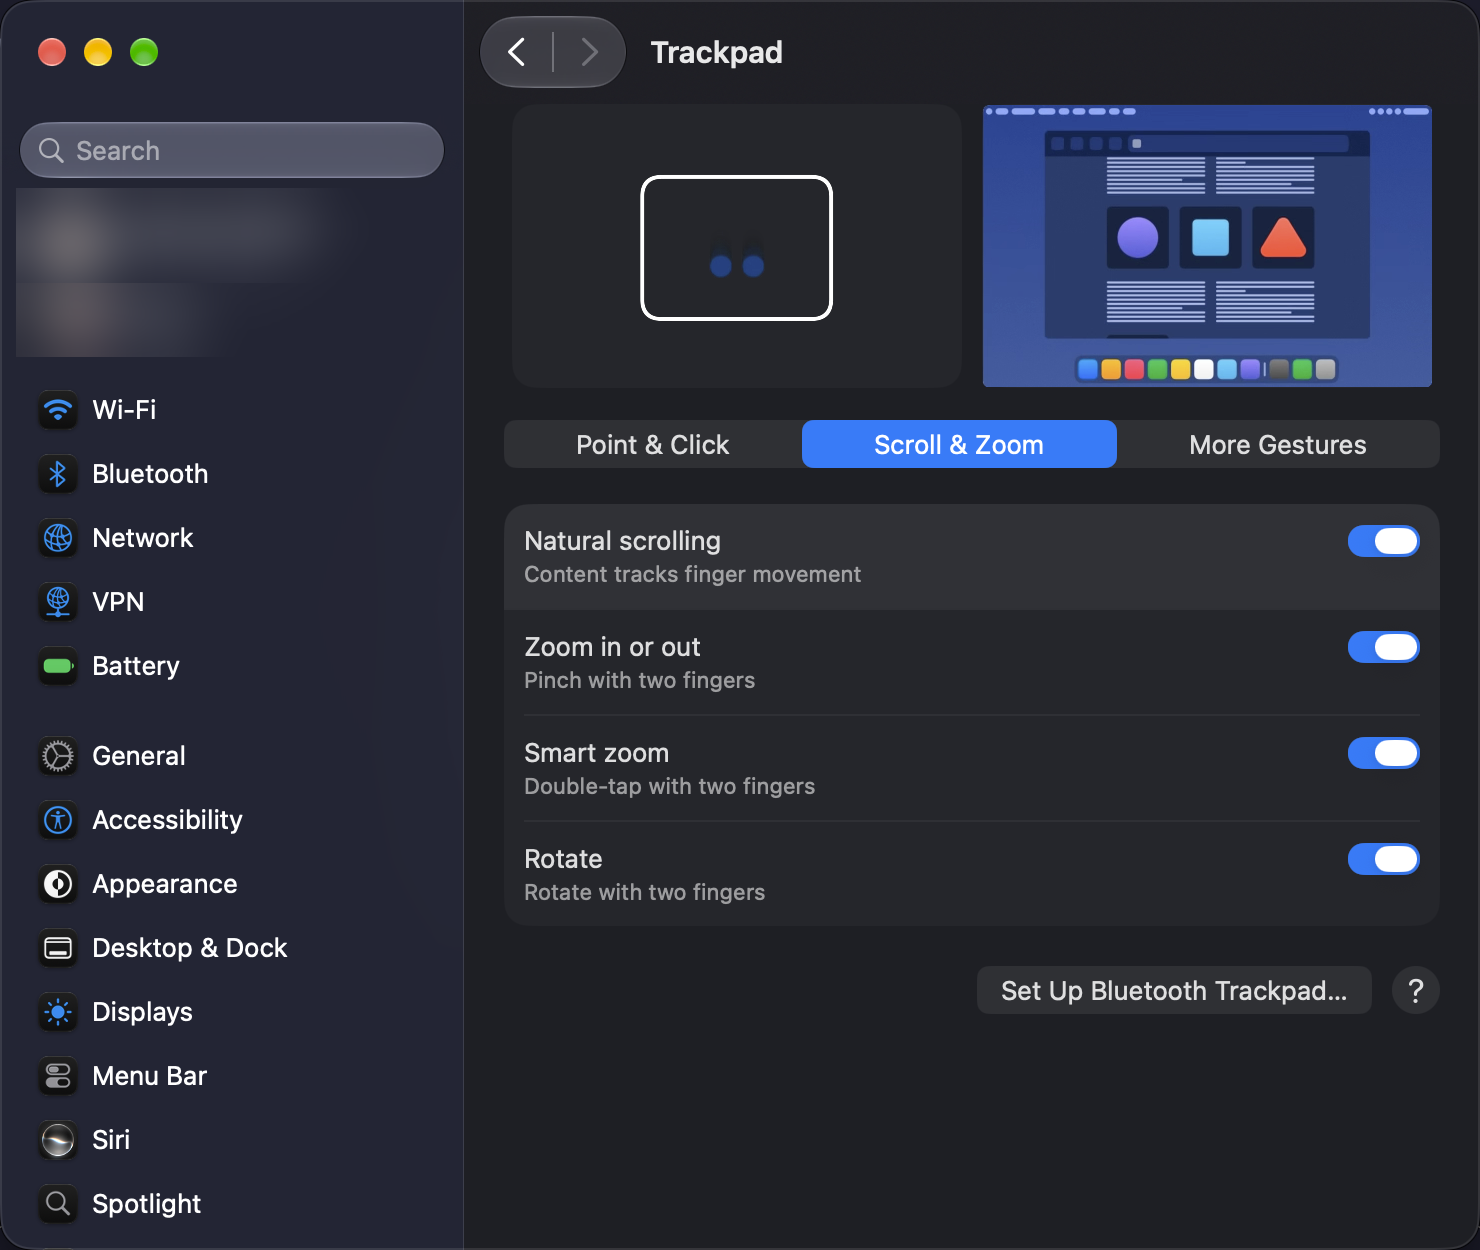 Trackpad
Search
Wi-Fi
Bluetooth
Network
VPN
Battery
General
Accessibility
Appearance
Desktop & Dock
Displays
Menu Bar
Siri
Spotlight
Point & Click
Scroll & Zoom
More Gestures
Natural scrolling
Content tracks finger movement
Zoom in or out
Pinch with two fingers
Smart zoom
Double-tap with two fingers
Rotate
Rotate with two fingers
Set Up Bluetooth Trackpad...
?